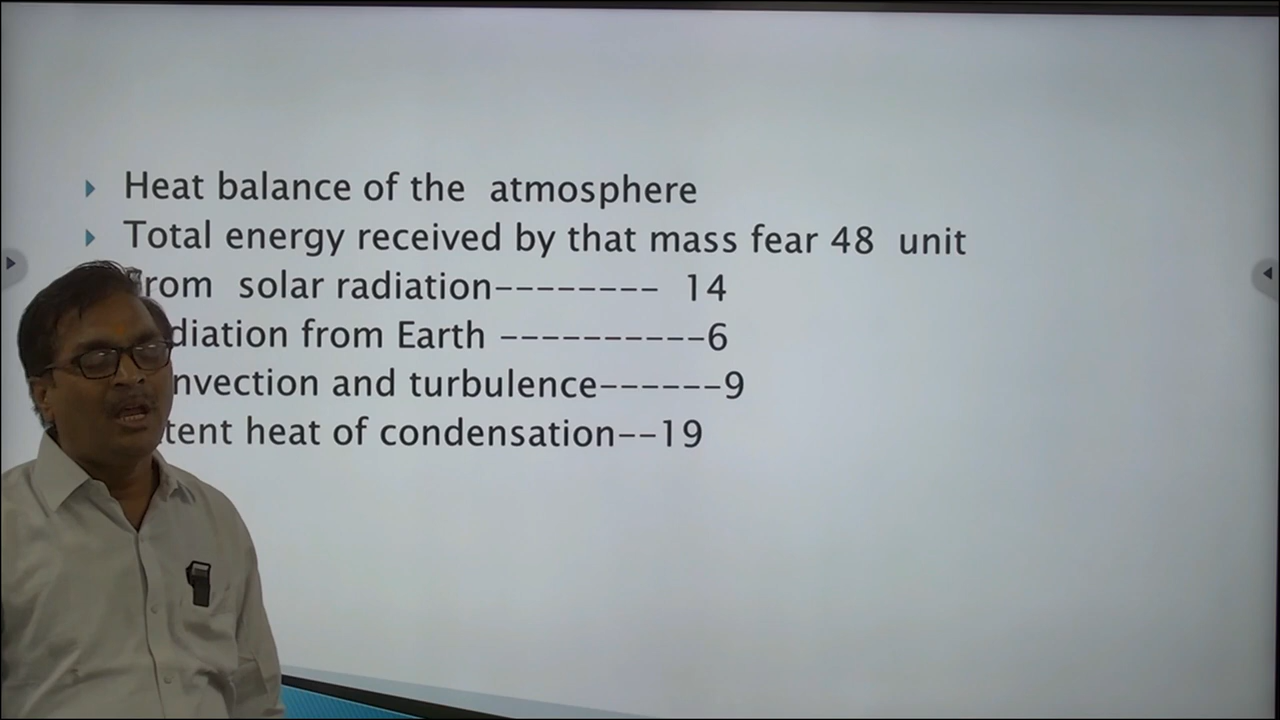 Heat balance of the atmosphere
Total energy received by that mass fear 48 unit
rom solar radiation-------- 14
diation from Earth ----------6
nvection and turbulence------9
tent heat of condensation--19